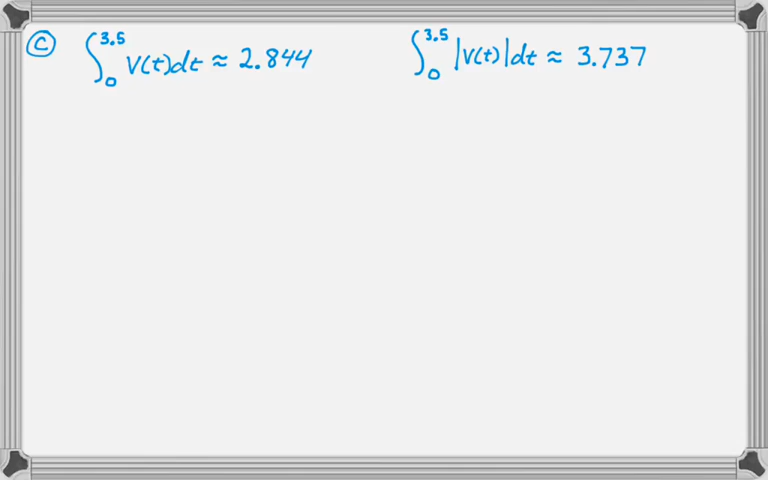 ⓒ ∫₀^3.5 v(t)dt ≈ 2.844 ∫₀^3.5 |v(t)|dt ≈ 3.737